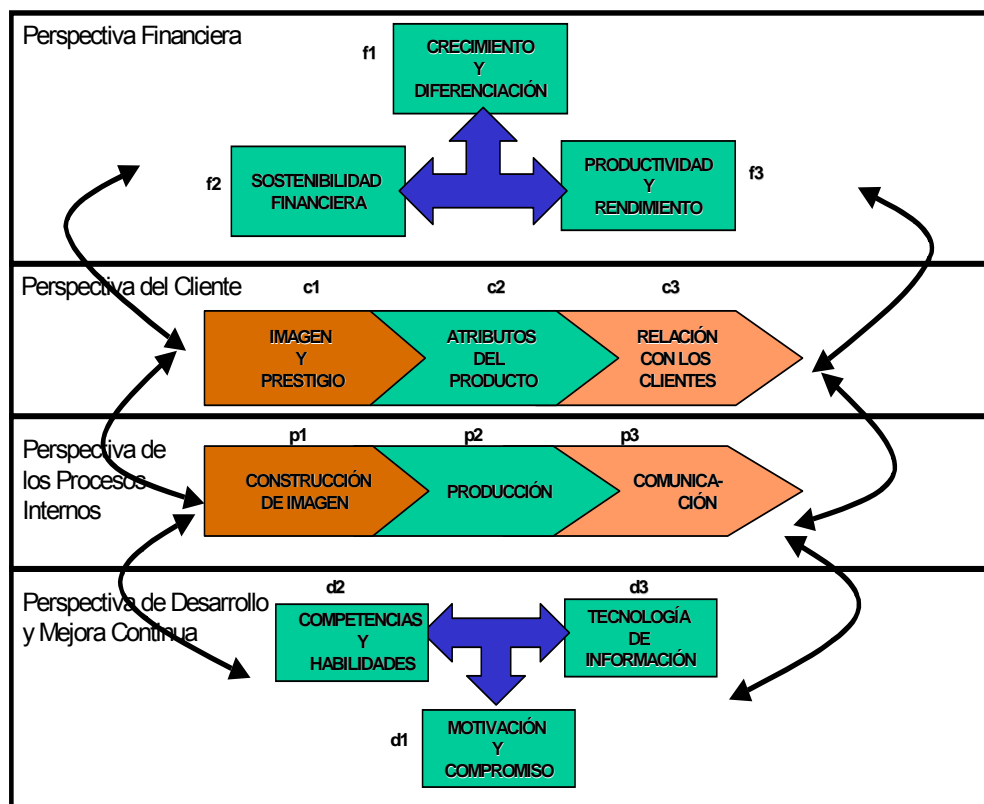 Perspectiva Financiera
f1
CRECIMIENTO
Y
DIFERENCIACIÓN
f2
SOSTENIBILIDAD
FINANCIERA
PRODUCTIVIDAD
Y
RENDIMIENTO
f3
Perspectiva del Cliente
c1
c2
c3
IMAGEN
Y
PRESTIGIO
ATRIBUTOS
DEL
PRODUCTO
RELACIÓN
CON LOS
CLIENTES
Perspectiva de
los Procesos
Internos
p1
p2
p3
CONSTRUCCIÓN
DE IMAGEN
PRODUCCIÓN
COMUNICA-
CIÓN
Perspectiva de Desarrollo
y Mejora Continua
d2
d3
COMPETENCIAS
Y
HABILIDADES
TECNOLOGÍA
DE
INFORMACIÓN
d1
MOTIVACIÓN
Y
COMPROMISO